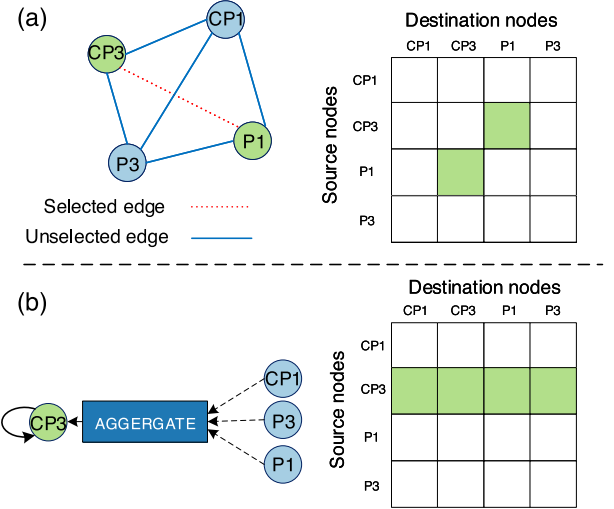 (a)
CP1
CP3
P1
P3
Selected edge
Unselected edge
Destination nodes
CP1 CP3 P1 P3
Source nodes
CP1
CP3
P1
P3
(b)
CP3
AGGERGATE
CP1
P3
P1
Destination nodes
CP1 CP3 P1 P3
Source nodes
CP1
CP3
P1
P3